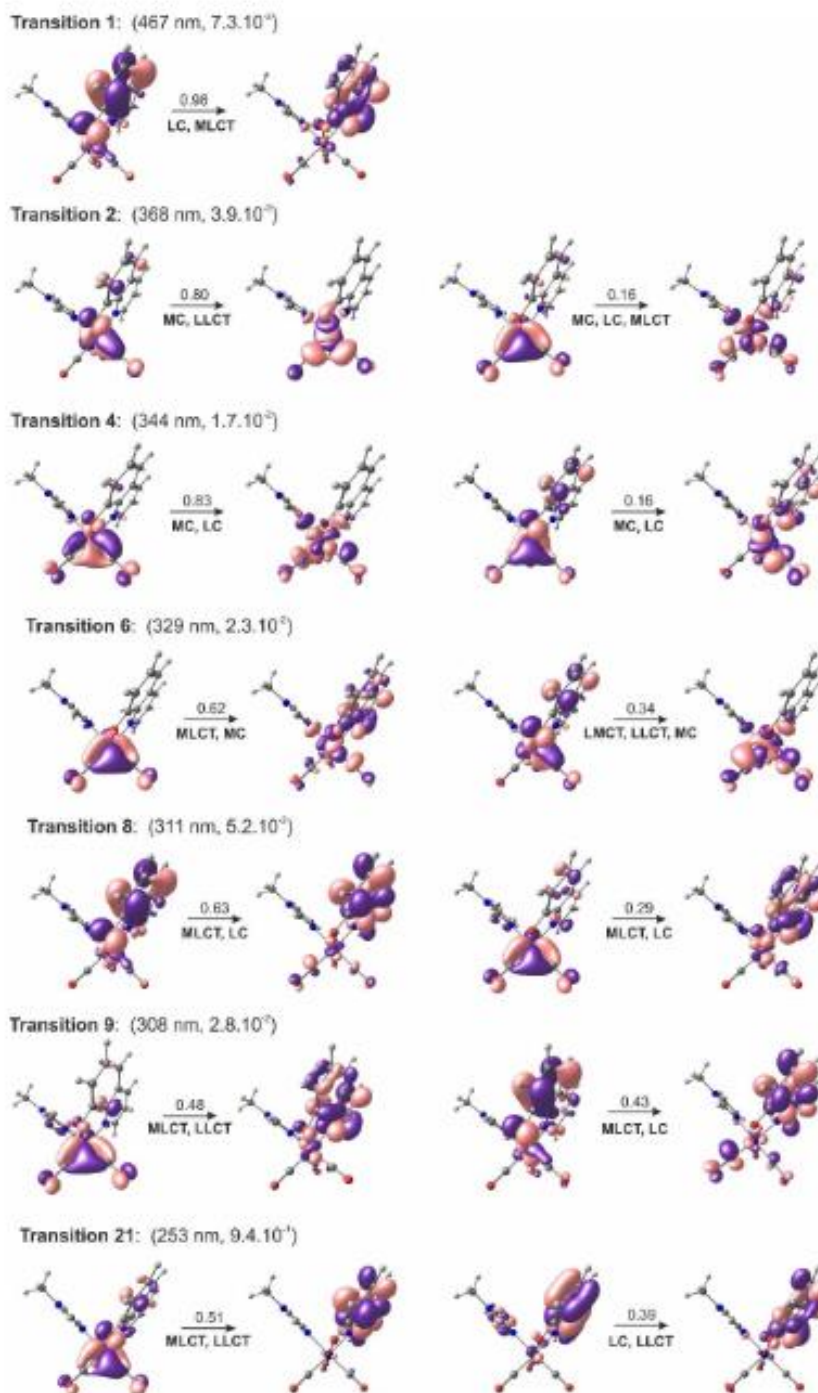 Transition 1: (467 nm, 7.3.10⁻²)
0.98
LC, MLCT
Transition 2: (368 nm, 3.9.10⁻³)
0.80
MC, LLCT
0.16
MC, LC, MLCT
Transition 4: (344 nm, 1.7.10⁻²)
0.83
MC, LC
0.16
MC, LC
Transition 6: (329 nm, 2.3.10⁻²)
0.62
MLCT, MC
0.34
LMCT, LLCT, MC
Transition 8: (311 nm, 5.2.10⁻²)
0.63
MLCT, LC
0.29
MLCT, LC
Transition 9: (308 nm, 2.8.10⁻²)
0.48
MLCT, LLCT
0.43
MLCT, LC
Transition 21: (253 nm, 9.4.10⁻¹)
0.51
MLCT, LLCT
0.39
LC, LLCT